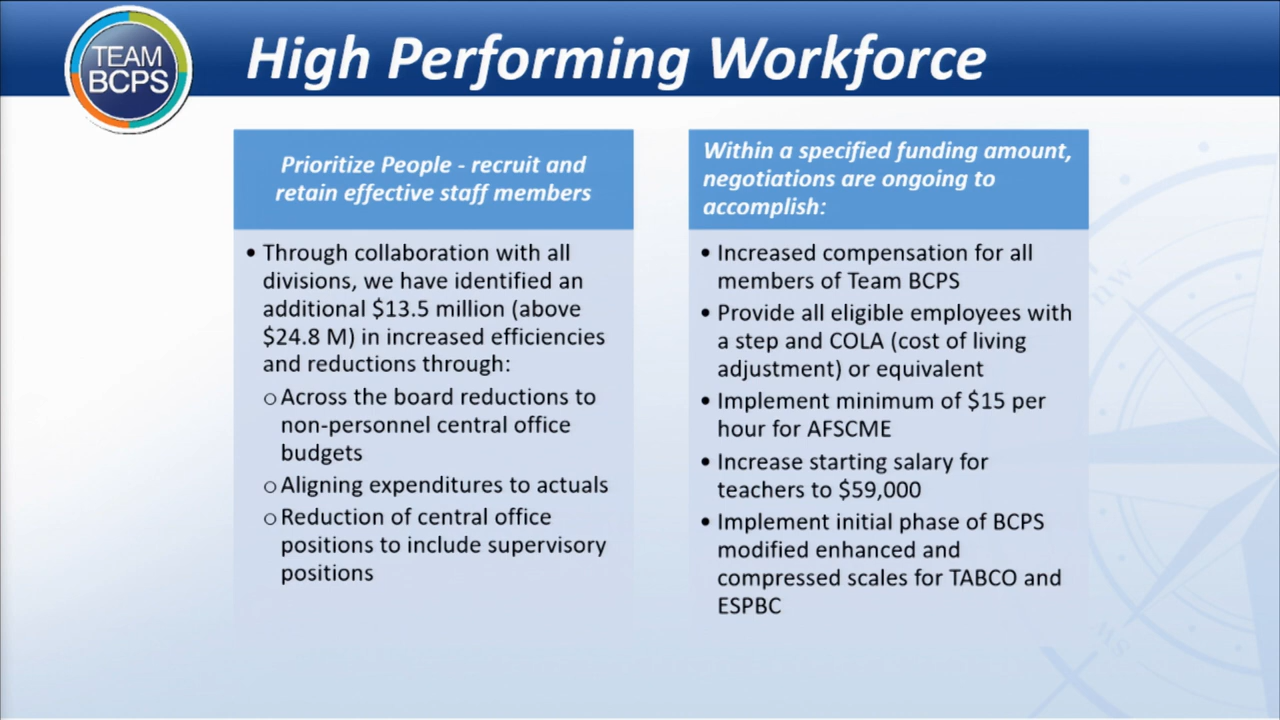 TEAM
BCPS
High Performing Workforce
Prioritize People - recruit and
retain effective staff members
• Through collaboration with all
divisions, we have identified an
additional $13.5 million (above
$24.8 M) in increased efficiencies
and reductions through:
o Across the board reductions to
non-personnel central office
budgets
o Aligning expenditures to actuals
o Reduction of central office
positions to include supervisory
positions
Within a specified funding amount,
negotiations are ongoing to
accomplish:
• Increased compensation for all
members of Team BCPS
• Provide all eligible employees with
a step and COLA (cost of living
adjustment) or equivalent
• Implement minimum of $15 per
hour for AFSCME
• Increase starting salary for
teachers to $59,000
• Implement initial phase of BCPS
modified enhanced and
compressed scales for TABCO and
ESPBC